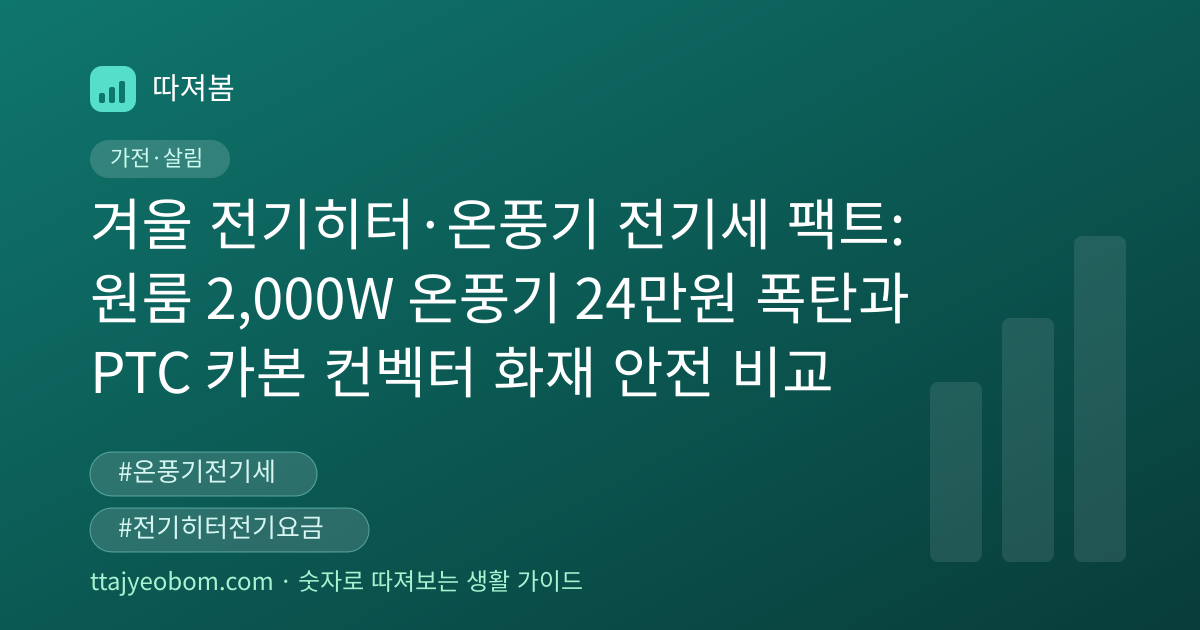 따져봄
가전·살림
겨울 전기히터·온풍기 전기세 팩트:
원룸 2,000W 온풍기 24만원 폭탄과
PTC 카본 컨벡터 화재 안전 비교
#온풍기전기세
#전기히터전기요금
ttajyeobom.com · 숫자로 따져보는 생활 가이드